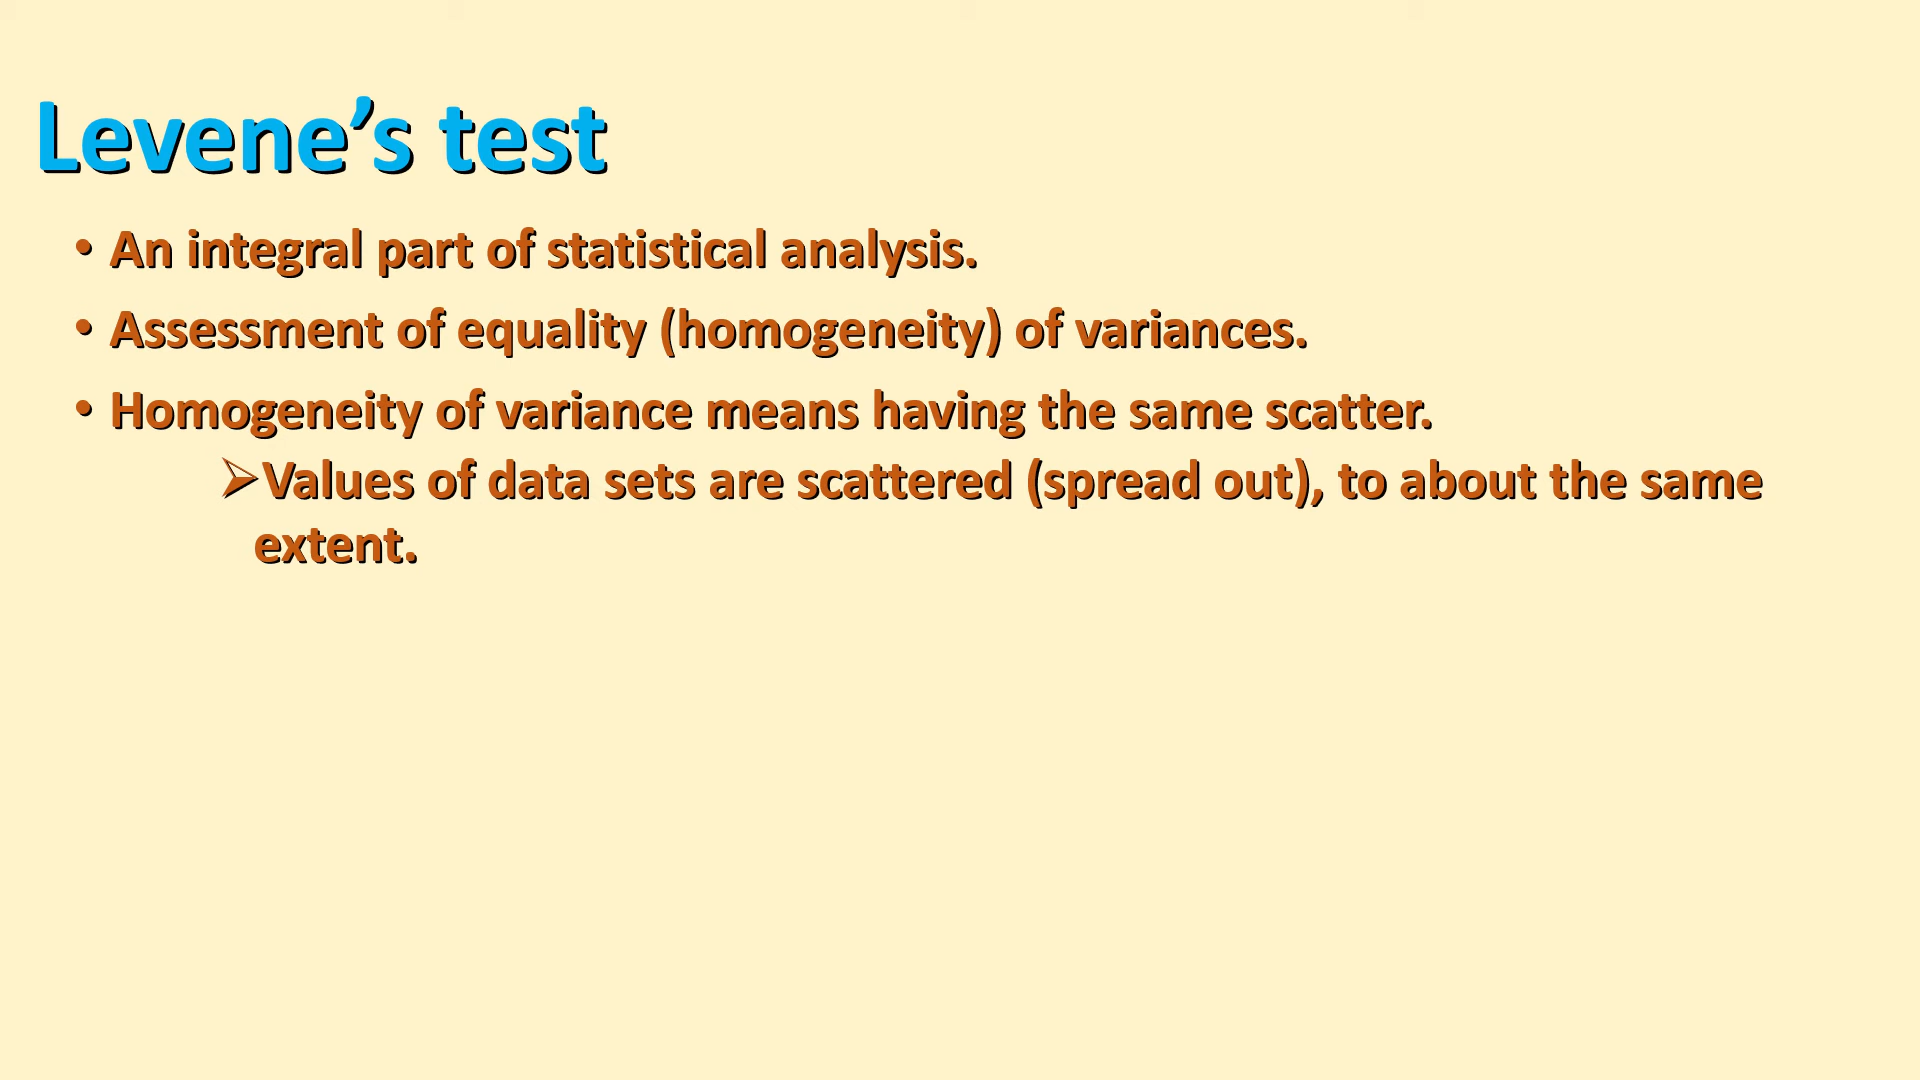 Levene’s test
• An integral part of statistical analysis.
• Assessment of equality (homogeneity) of variances.
• Homogeneity of variance means having the same scatter.
➢Values of data sets are scattered (spread out), to about the same
extent.